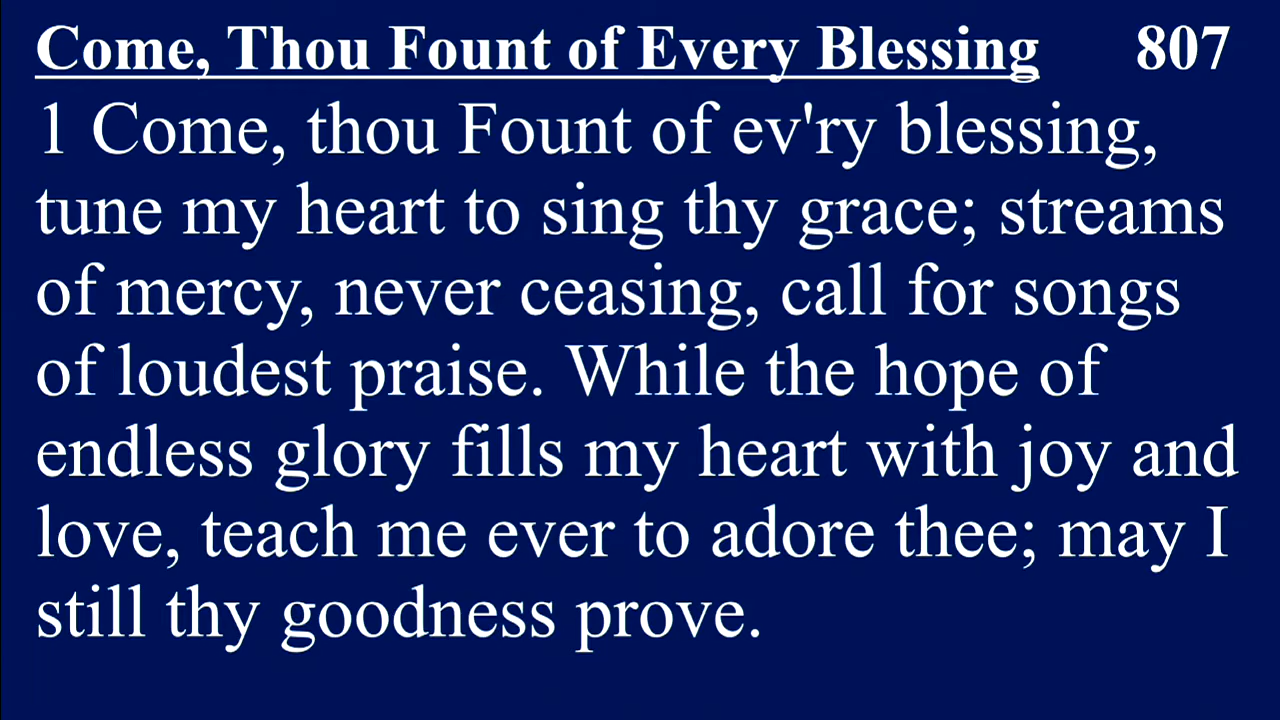 Come, Thou Fount of Every Blessing 807
1 Come, thou Fount of ev'ry blessing,
tune my heart to sing thy grace; streams
of mercy, never ceasing, call for songs
of loudest praise. While the hope of
endless glory fills my heart with joy and
love, teach me ever to adore thee; may I
still thy goodness prove.